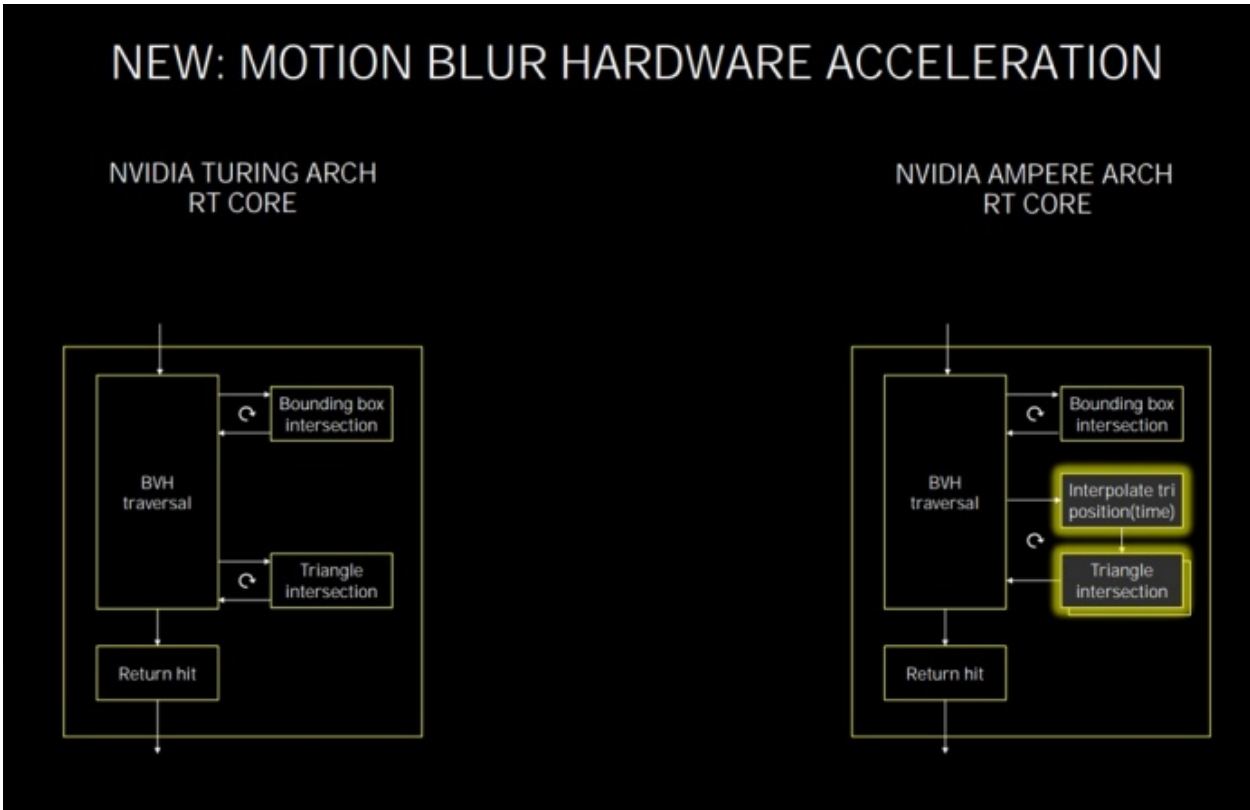 NEW: MOTION BLUR HARDWARE ACCELERATION
NVIDIA TURING ARCH
RT CORE
BVH
traversal
Bounding box
intersection
Triangle
intersection
Return hit
NVIDIA AMPERE ARCH
RT CORE
BVH
traversal
Bounding box
intersection
Interpolate tri
position(time)
Triangle
intersection
Return hit